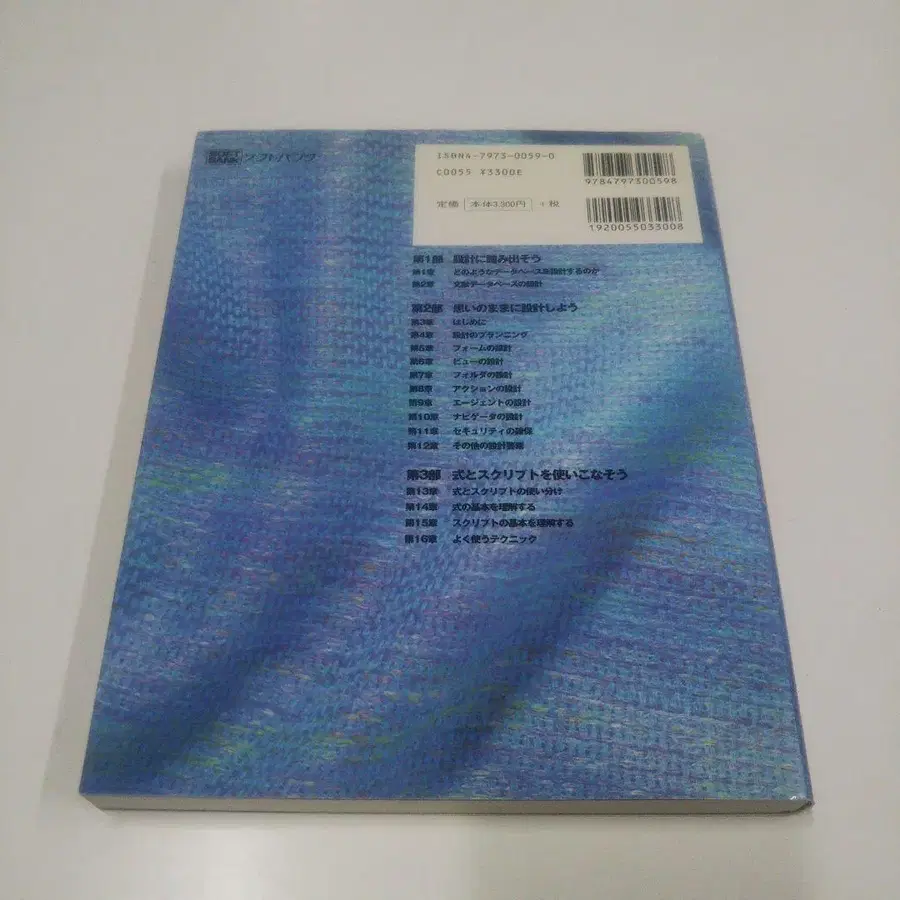 SOFT BANK ソフトバンク
ISBN4-7973-0059-0
C0055 ¥3300E
定価 本体3,300円 +税
9784797300598
1920055033008
第1部 設計に踏み出そう
第1章 どのようなデータベースを設計するのか
第2章 文献データベースの設計
第2部 思いのままに設計しよう
第3章 はじめに
第4章 設計のプランニング
第5章 フォームの設計
第6章 ビューの設計
第7章 フォルダの設計
第8章 アクションの設計
第9章 エージェントの設計
第10章 ナビゲータの設計
第11章 セキュリティの確保
第12章 その他の設計要素
第3部 式とスクリプトを使いこなそう
第13章 式とスクリプトの使い分け
第14章 式の基本を理解する
第15章 スクリプトの基本を理解する
第16章 よく使うテクニック